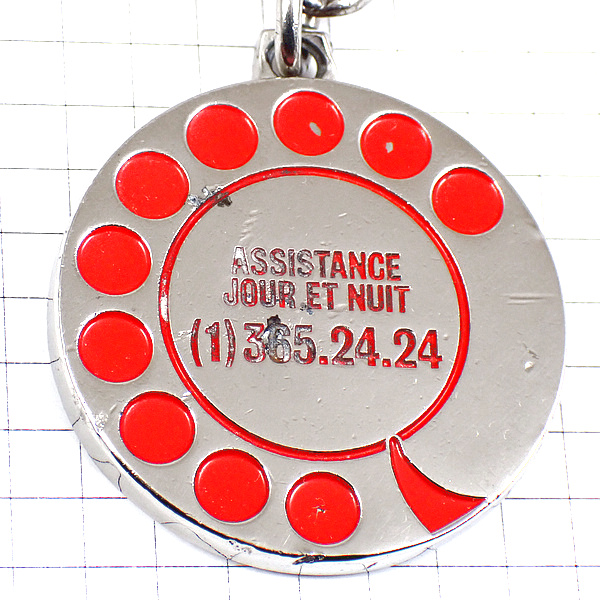 ASSISTANCE
JOUR ET NUIT
(1) 365.24.24